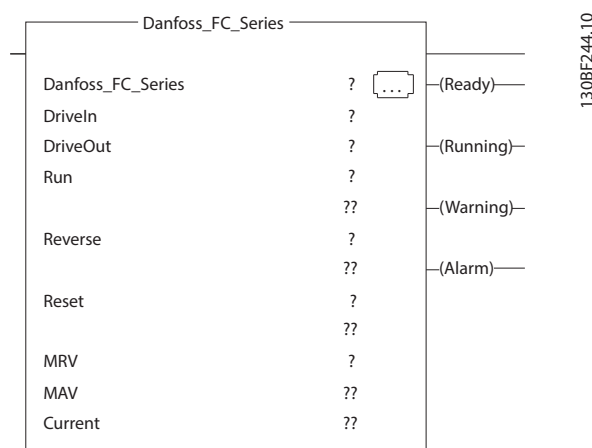 Danfoss_FC_Series
Danfoss_FC_Series ? ... (Ready)
DriveIn ?
DriveOut ? (Running)
Run ?
?? (Warning)
Reverse ?
?? (Alarm)
Reset ?
??
MRV ?
MAV ??
Current ??
130BF244.10